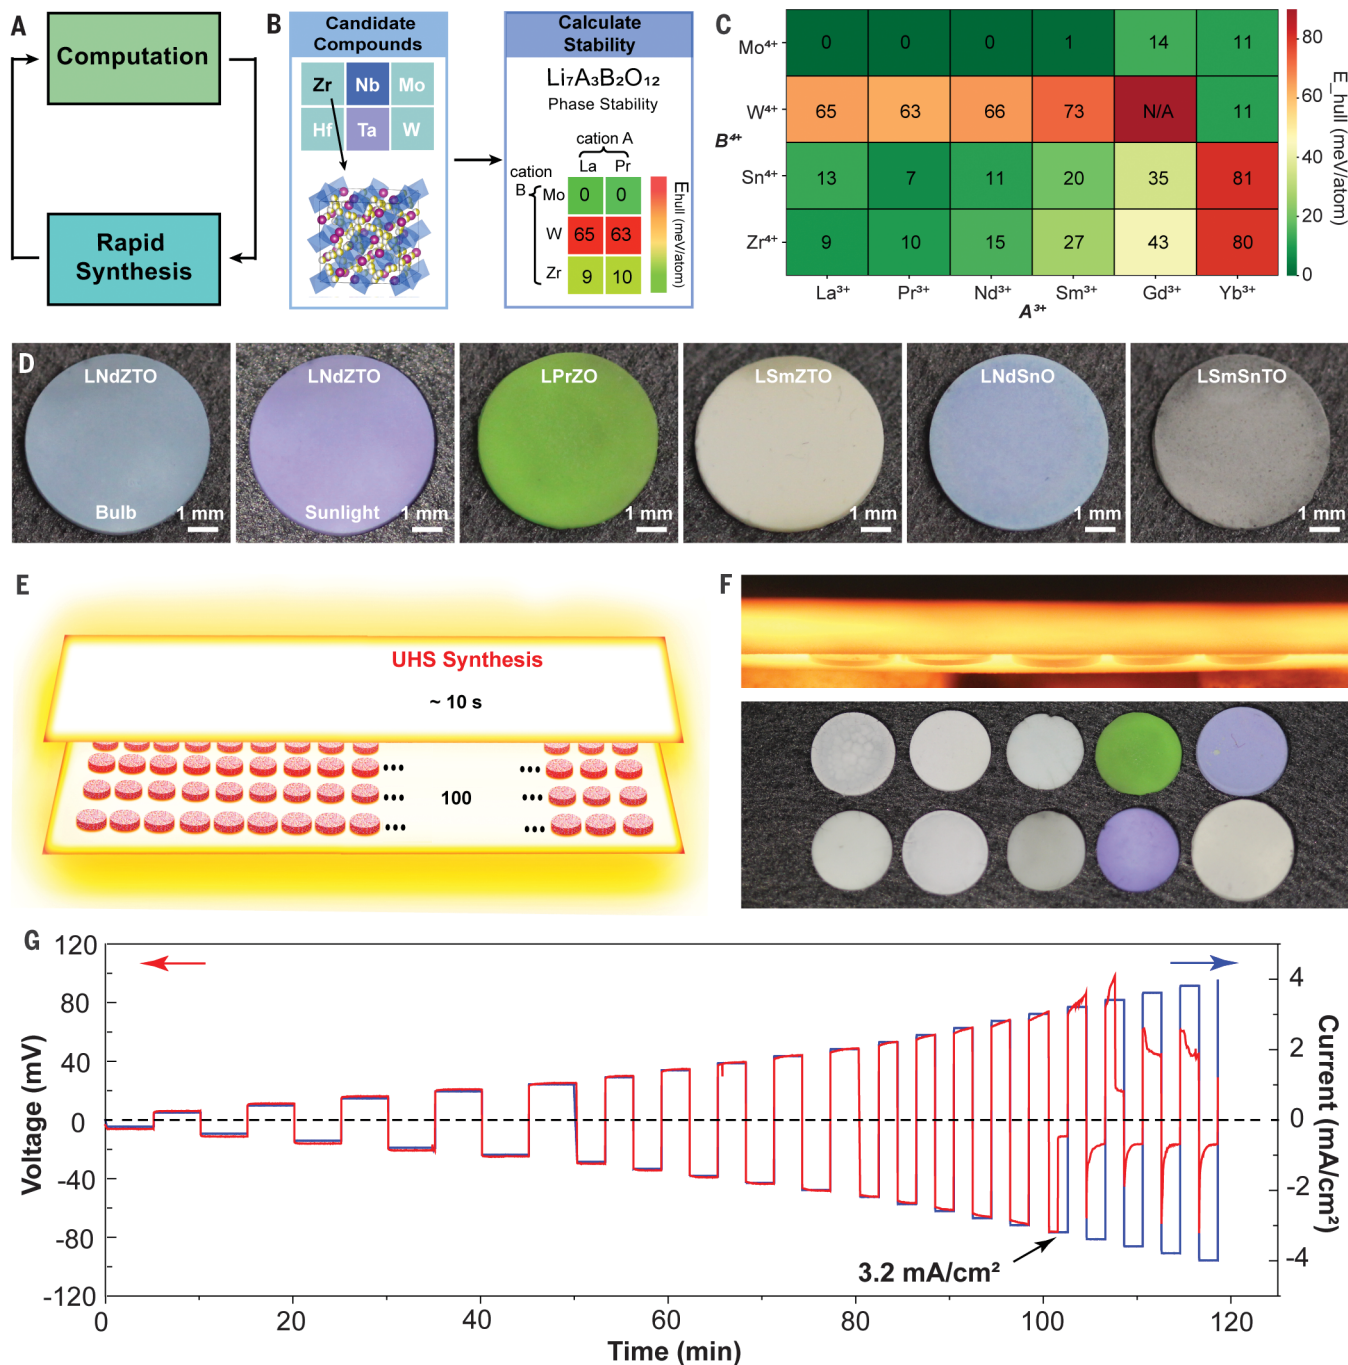 A
Computation
Rapid
Synthesis
B
Candidate
Compounds
Zr Nb Mo
Hf Ta W
Calculate
Stability
Li₇A₃B₂O₁₂
Phase Stability
cation A
La Pr
cation
B
Mo 0 0
W 65 63
Zr 9 10
Ehull (meV/atom)
C
Mo⁴⁺ 0 0 0 1 14 11
W⁴⁺ 65 63 66 73 N/A 11
Sn⁴⁺ 13 7 11 20 35 81
Zr⁴⁺ 9 10 15 27 43 80
B⁴⁺
La³⁺ Pr³⁺ Nd³⁺ Sm³⁺ Gd³⁺ Yb³⁺
A³⁺
80
60
40
20
0
E_hull (meV/atom)
D
LNdZTO
Bulb
1 mm
LNdZTO
Sunlight
1 mm
LPrZO
1 mm
LSmZTO
1 mm
LNdSnO
1 mm
LSmSnTO
1 mm
E
UHS Synthesis
~ 10 s
••• •••
••• 100 •••
••• •••
F
G
120
80
40
0
-40
-80
-120
Voltage (mV)
4
2
0
-2
-4
Current (mA/cm²)
3.2 mA/cm²
0 20 40 60 80 100 120
Time (min)